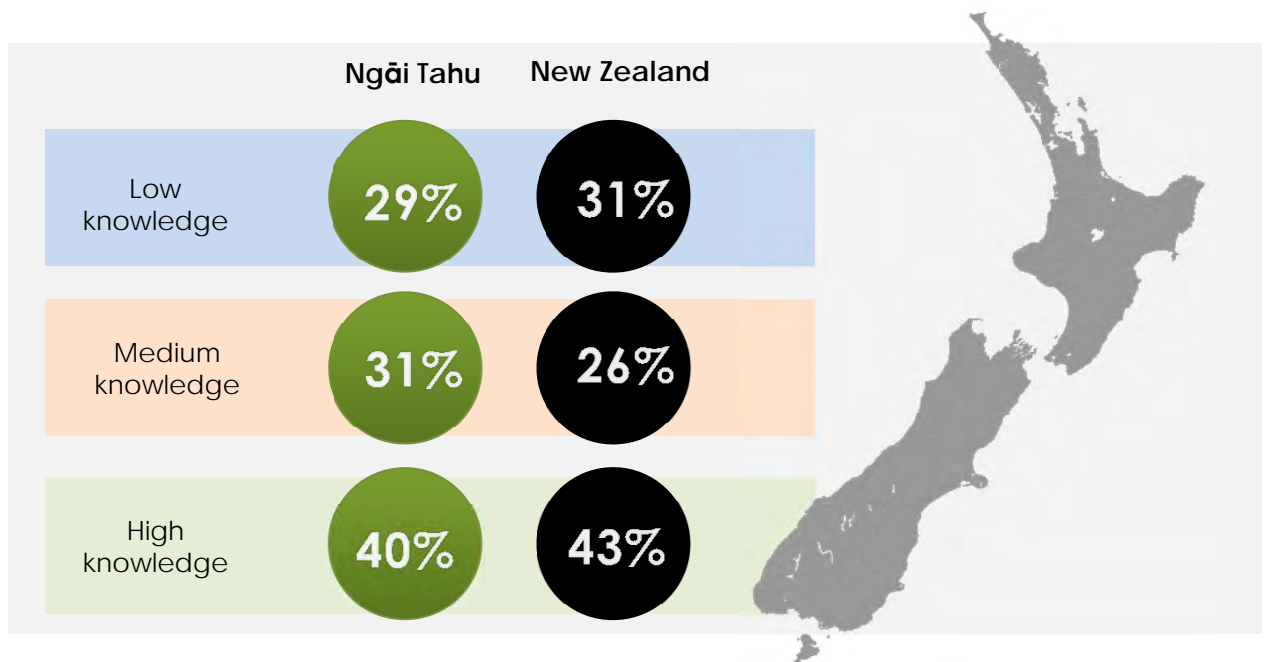 Ngāi Tahu New Zealand
Low
knowledge
29% 31%
Medium
knowledge
31% 26%
High
knowledge
40% 43%